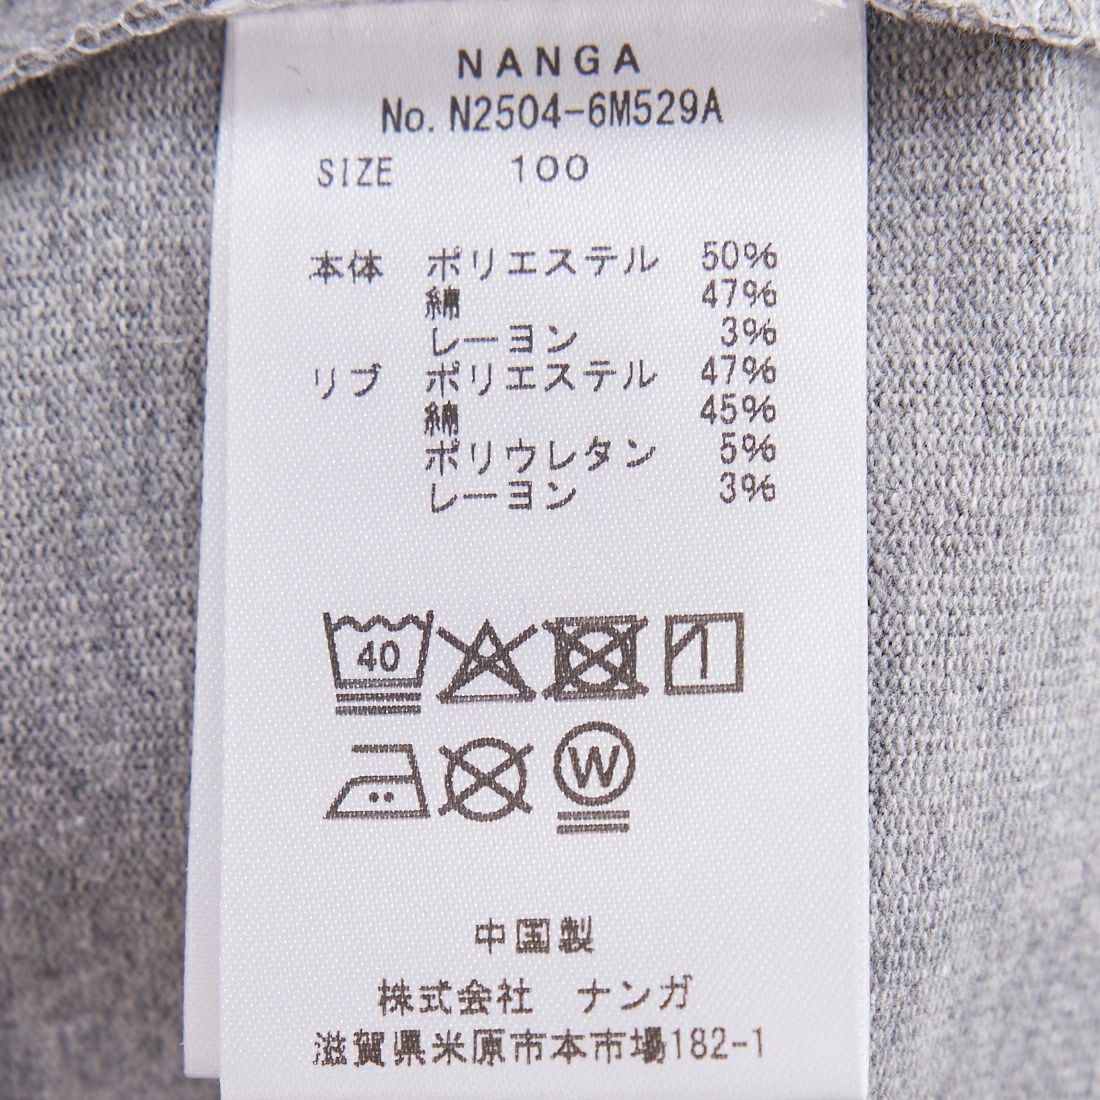 NANGA
No. N2504-6M529A
SIZE 100
本体 ポリエステル 50%
綿 47%
レーヨン 3%
リブ ポリエステル 47%
綿 45%
ポリウレタン 5%
レーヨン 3%
40
W
中国製
株式会社 ナンガ
滋賀県米原市本市場182-1